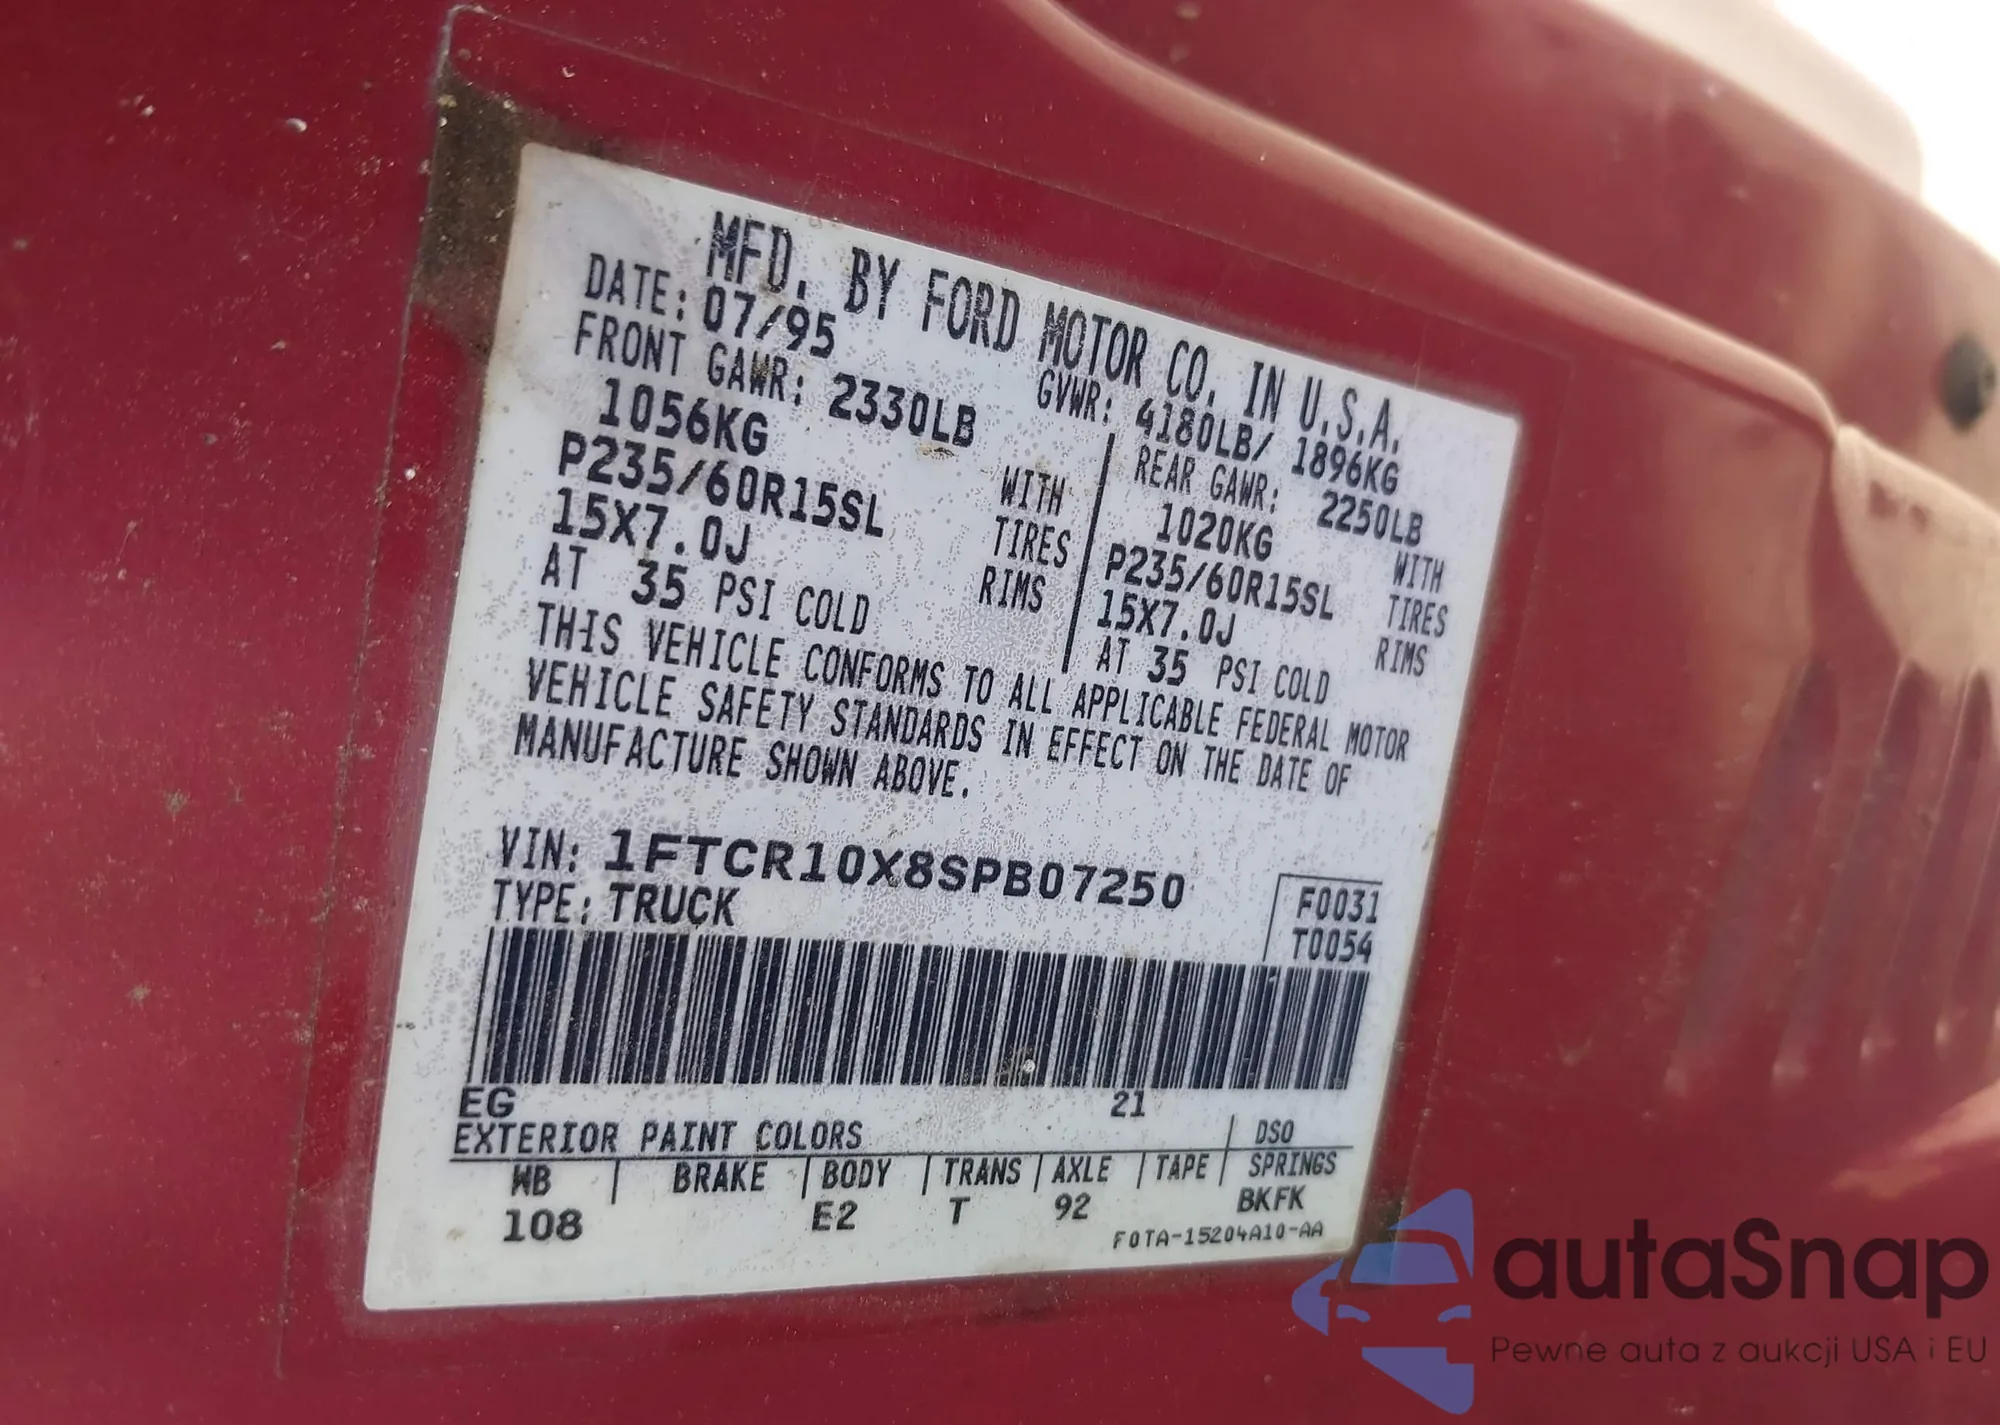 MFD. BY FORD MOTOR CO. IN U.S.A.
DATE: 07/95 GVWR: 4180LB/ 1896KG
FRONT GAWR: 2330LB REAR GAWR: 2250LB
1056KG WITH 1020KG WITH
P235/60R15SL TIRES P235/60R15SL TIRES
15X7.0J RIMS 15X7.0J RIMS
AT 35 PSI COLD AT 35 PSI COLD
THIS VEHICLE CONFORMS TO ALL APPLICABLE FEDERAL MOTOR
VEHICLE SAFETY STANDARDS IN EFFECT ON THE DATE OF
MANUFACTURE SHOWN ABOVE.
VIN: 1FTCR10X8SPB07250
TYPE: TRUCK
F0031
T0054
EG 21
EXTERIOR PAINT COLORS DSO
WB BRAKE BODY TRANS AXLE TAPE SPRINGS
108 E2 T 92 BKFK
F0TA-15204A10-AA
autoSnap
Pewne auta z aukcji USA i EU